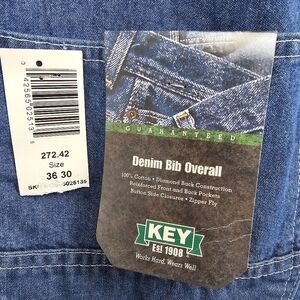 272.42
Size
36 30
GUARANTEED
Denim Bib Overall
100% Cotton • Diamond Back Construction
Reinforced Front and Back Pockets
Button Side Closures • Zipper Fly
KEY
Est 1908
Works Hard, Wears Well